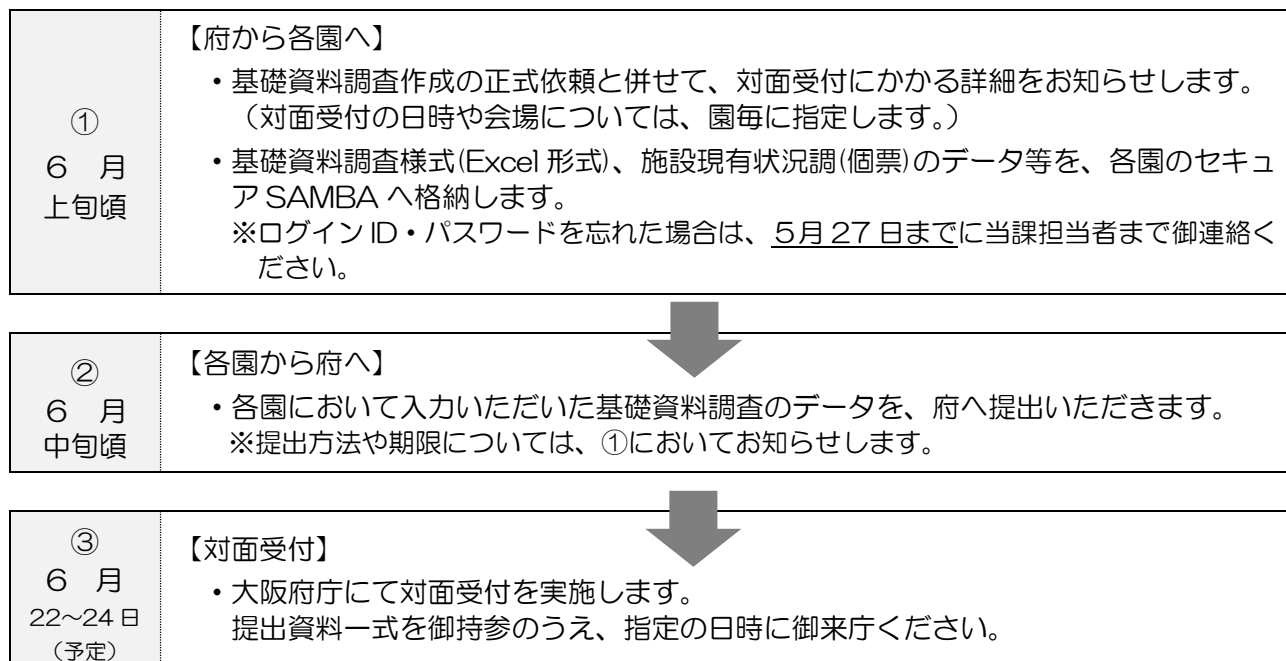 ①
６　月
上旬頃
【府から各園へ】
・基礎資料調査作成の正式依頼と併せて、対面受付にかかる詳細をお知らせします。
（対面受付の日時や会場については、園毎に指定します。）
・基礎資料調査様式(Excel 形式)、施設現有状況調(個票)のデータ等を、各園のセキュ
ア SAMBA へ格納します。
※ログイン ID・パスワードを忘れた場合は、５月 27 日までに当課担当者まで御連絡く
ださい。
②
６　月
中旬頃
【各園から府へ】
・各園において入力いただいた基礎資料調査のデータを、府へ提出いただきます。
※提出方法や期限については、①においてお知らせします。
③
６　月
22～24 日
（予定）
【対面受付】
・大阪府庁にて対面受付を実施します。
提出資料一式を御持参のうえ、指定の日時に御来庁ください。